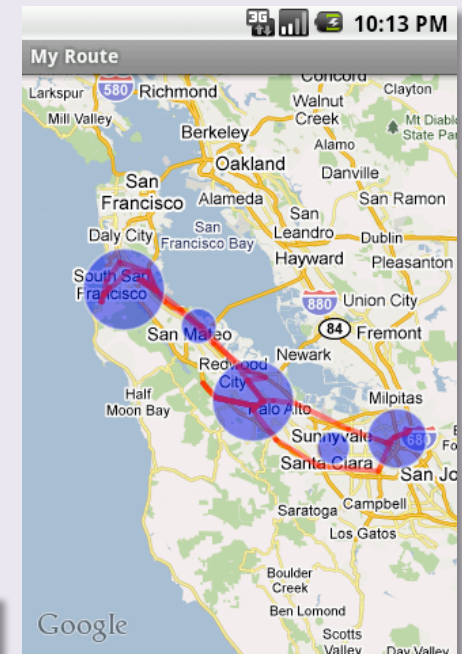 3G 10:13 PM
My Route
Concord
Larkspur 580 Richmond Clayton
Walnut
Creek
Mill Valley Mt Diablo
State Par
Berkeley
Alamo
Oakland
Danville
San
Francisco Alameda San Ramon
San
Leandro
Daly City San
Francisco Bay
Dublin
Hayward Pleasanton
South San
Francisco
880 Union City
84 Fremont
San Mateo
Newark
Redwood
City
Half
Moon Bay
Palo Alto
Milpitas
Sunnyvale
680
Fo
Santa Clara
San Jo
Campbell
Saratoga
Los Gatos
Boulder
Creek
Ben Lomond
Google
Scotts
Valley Day Valley